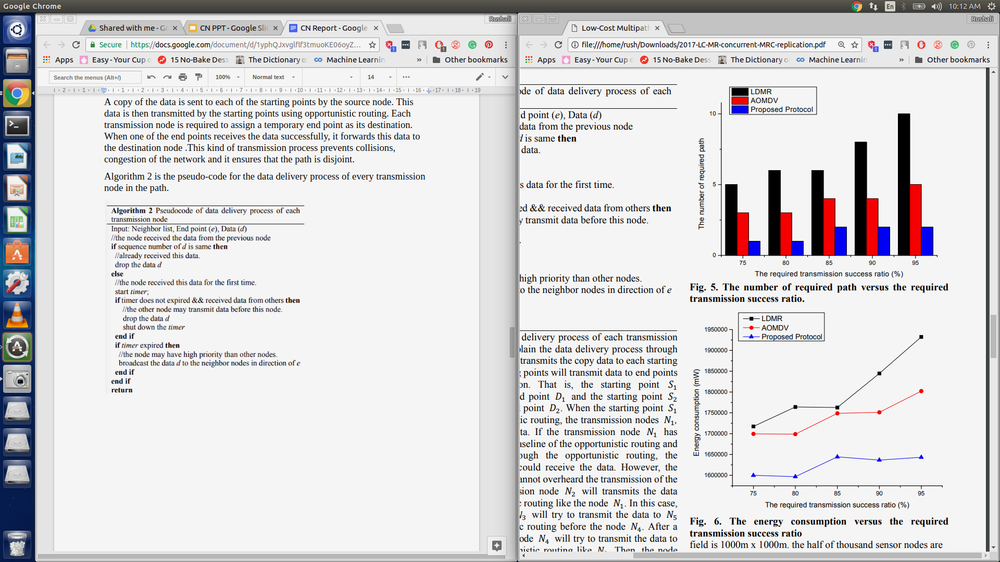 Google Chrome
En
10:12 AM
Rushali
Shared with me - Go
CN PPT - Google Slid
CN Report - Google
Secure
https://docs.google.com/document/d/1yphQJxvglflf3tmuoKE06oyZ...
1
1
Apps
Easy - Your Cup o
15 No-Bake Dess
The Dictionary o
Machine Learnin
»
Other bookmarks
Search the menus (Alt+/)
100%
Normal text
14
2 1 1 2 3 4 5 6 7 8 9 10 11 12 13 14 15 16 17 18 19
A copy of the data is sent to each of the starting points by the source node. This
data is then transmitted by the starting points using opportunistic routing. Each
transmission node is required to assign a temporary end point as its destination.
When one of the end points receives the data successfully, it forwards this data to
the destination node .This kind of transmission process prevents collisions,
congestion of the network and it ensures that the path is disjoint.
Algorithm 2 is the pseudo-code for the data delivery process of every transmission
node in the path.
Algorithm 2 Pseudocode of data delivery process of each
transmission node
Input: Neighbor list, End point (e), Data (d)
//the node received the data from the previous node
if sequence number of d is same then
//already received this data.
drop the data d
else
//the node received this data for the first time.
start timer;
if timer does not expired && received data from others then
//the other node may transmit data before this node.
drop the data d
shut down the timer
end if
if timer expired then
//the node may have high priority than other nodes.
broadcast the data d to the neighbor nodes in direction of e
end if
end if
return
Rushali
Low-Cost Multipath
file:///home/rush/Downloads/2017-LC-MR-concurrent-MRC-replication.pdf
1
Apps
Easy - Your Cup o
15 No-Bake Dess
The Dictionary o
Machine Learnin
»
Other bookmarks
ode of data delivery process of each
d point (e), Data (d)
data from the previous node
d is same then
data.
s data for the first time.
ed && received data from others then
y transmit data before this node.
.
high priority than other nodes.
to the neighbor nodes in direction of e
delivery process of each transmission
plain the data delivery process through
transmits the copy data to each starting
g points will transmit data to end points
on. That is, the starting point S1
d point D1 and the starting point S2
point D2. When the starting point S1
tic routing, the transmission nodes N1,
ta. If the transmission node N1 has
aseline of the opportunistic routing and
ough the opportunistic routing, the
could receive the data. However, the
annot overheard the transmission of the
sion node N2 will transmits the data
c routing like the node N1. In this case,
N3 will try to transmit the data to N5
c routing before the node N4. After a
ode N4 will try to transmit the data to
nistic routing like N. Then, the node
LDMR
AOMDV
Proposed Protocol
The number of required path
10
5
0
75 80 85 90 95
The required transmission success ratio (%)
Fig. 5. The number of required path versus the required
transmission success ratio.
LDMR
AOMDV
Proposed Protocol
Energy consumption (mW)
1950000
1900000
1850000
1800000
1750000
1700000
1650000
1600000
75 80 85 90 95
The required transmission success ratio (%)
Fig. 6. The energy consumption versus the required
transmission success ratio
field is 1000m x 1000m. the half of thousand sensor nodes are